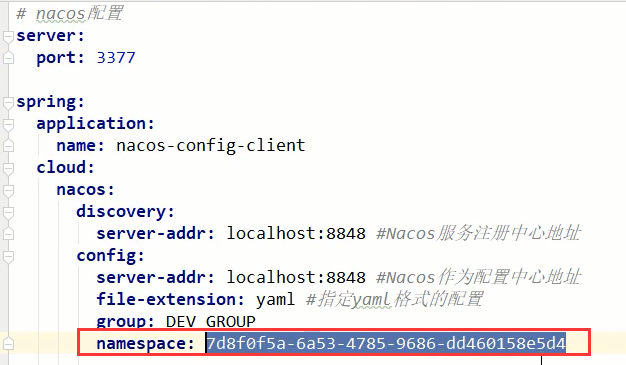 # nacos配置
server:
  port: 3377

spring:
  application:
    name: nacos-config-client
  cloud:
    nacos:
      discovery:
        server-addr: localhost:8848 #Nacos服务注册中心地址
      config:
        server-addr: localhost:8848 #Nacos作为配置中心地址
        file-extension: yaml #指定yaml格式的配置
        group: DEV_GROUP
        namespace: 7d8f0f5a-6a53-4785-9686-dd460158e5d4